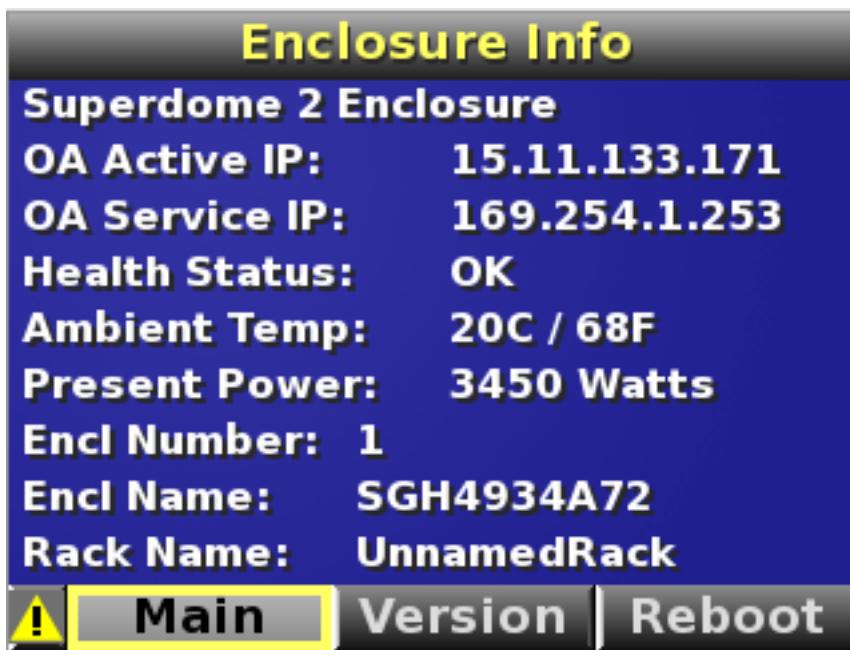 Enclosure Info
Superdome 2 Enclosure
OA Active IP: 15.11.133.171
OA Service IP: 169.254.1.253
Health Status: OK
Ambient Temp: 20C / 68F
Present Power: 3450 Watts
Encl Number: 1
Encl Name: SGH4934A72
Rack Name: UnnamedRack
! Main Version Reboot